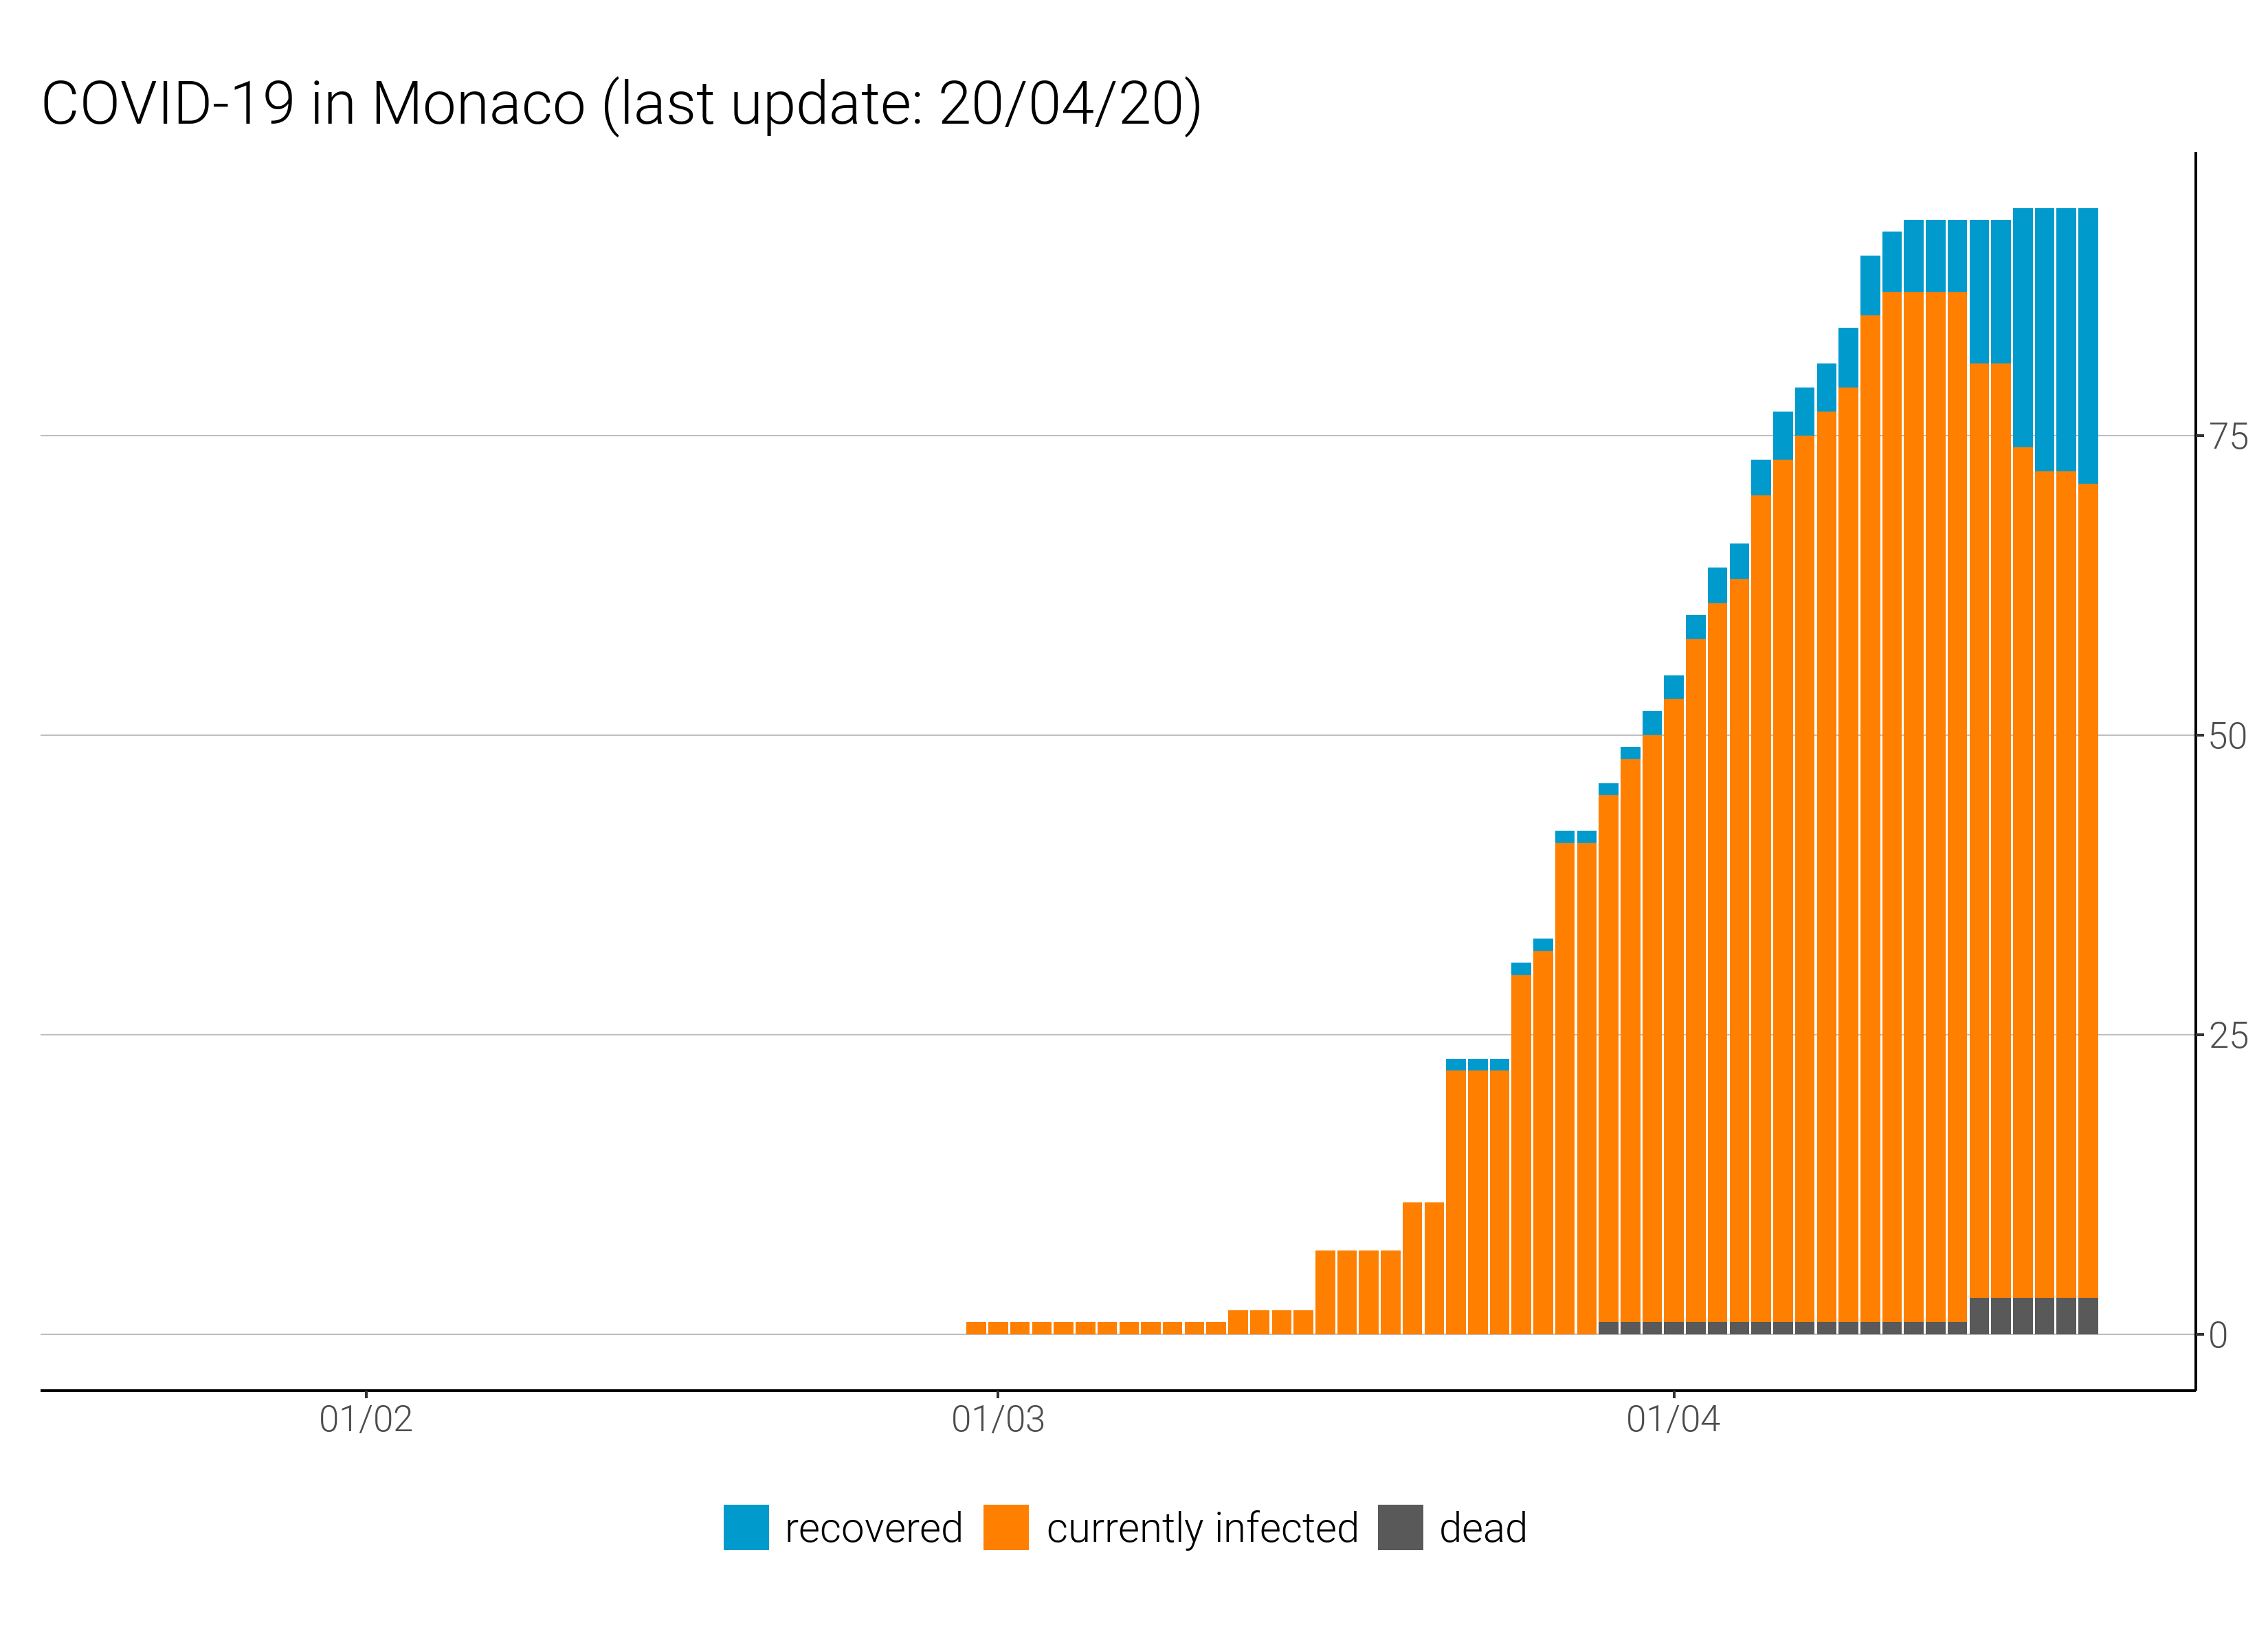 COVID-19 in Monaco (last update: 20/04/20)
75
50
25
0
01/02 01/03 01/04
recovered currently infected dead